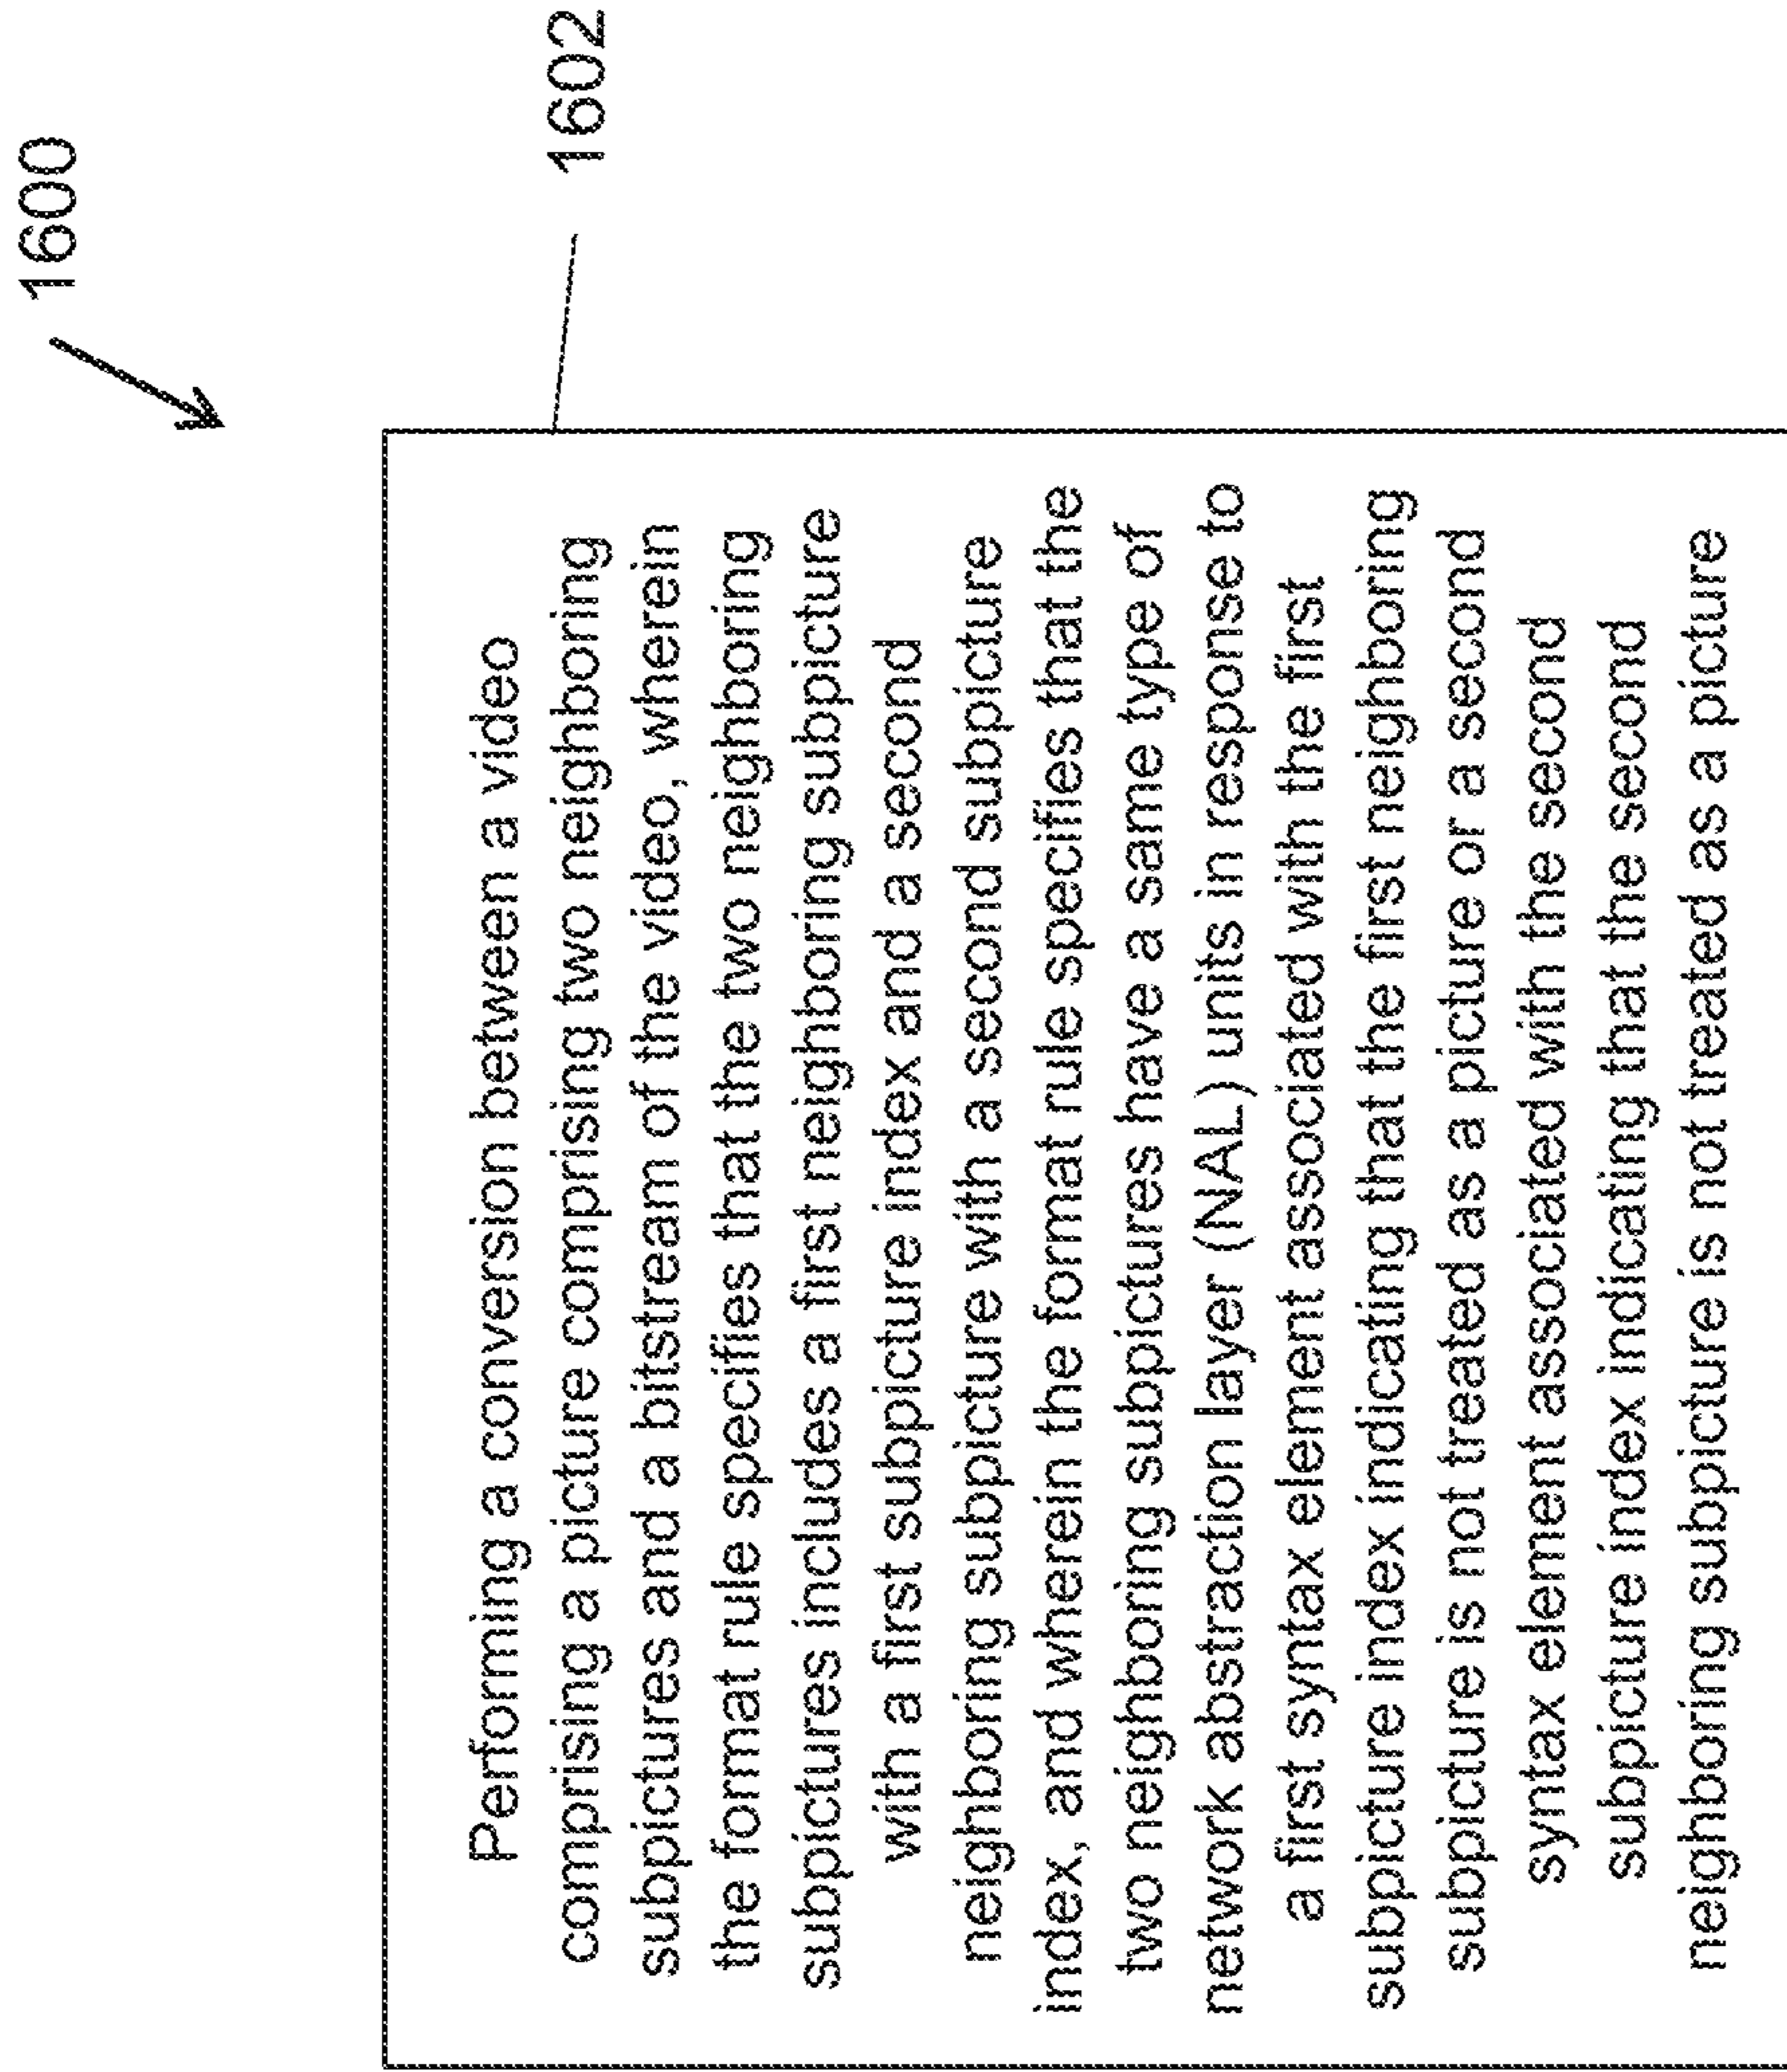 1600
1602
Performing a conversion between a video
comprising a picture comprising two neighboring
subpictures and a bitstream of the video, wherein
the format rule specifies that the two neighboring
subpictures includes a first neighboring subpicture
with a first subpicture index and a second
neighboring subpicture with a second subpicture
index, and wherein the format rule specifies that the
two neighboring subpictures have a same type of
network abstraction layer (NAL) units in response to
a first syntax element associated with the first
subpicture index indicating that the first neighboring
subpicture is not treated as a picture or a second
syntax element associated with the second
subpicture index indicating that the second
neighboring subpicture is not treated as a picture